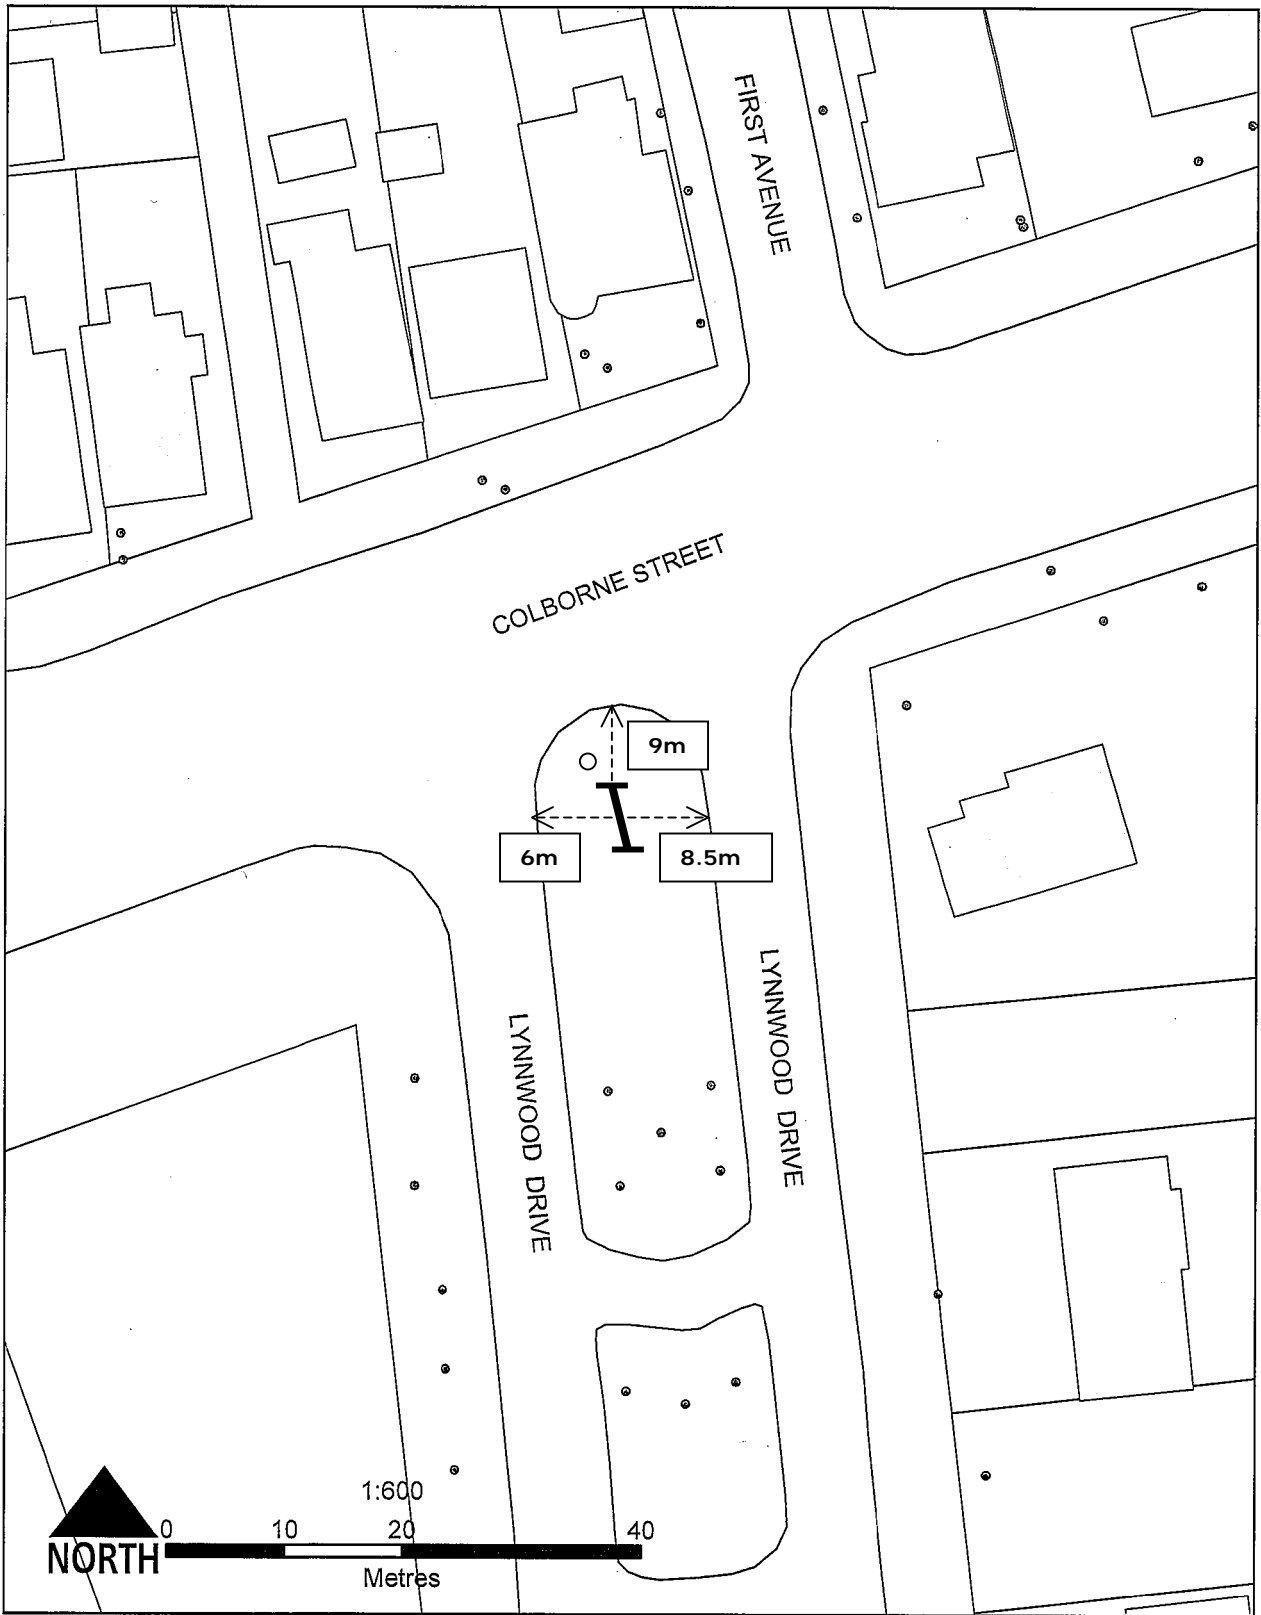 FIRST AVENUE
COLBORNE STREET
9m
6m
8.5m
LYNNWOOD DRIVE
LYNNWOOD DRIVE
1:600
0 10 20 40
NORTH
Metres